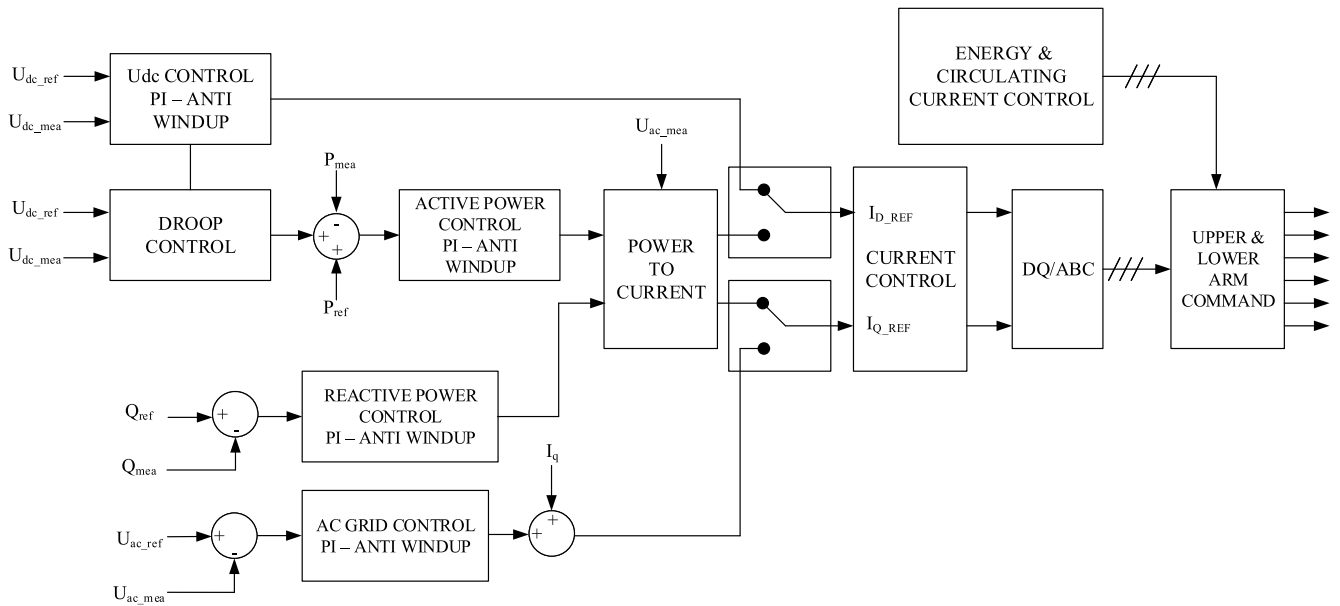 U_dc_ref
U_dc_mea
Udc CONTROL
PI – ANTI
WINDUP
U_dc_ref
U_dc_mea
DROOP
CONTROL
P_mea
-
+
+
P_ref
ACTIVE POWER
CONTROL
PI – ANTI
WINDUP
U_ac_mea
POWER
TO
CURRENT
I_D_REF
CURRENT
CONTROL
I_Q_REF
ENERGY &
CIRCULATING
CURRENT CONTROL
DQ/ABC
UPPER &
LOWER
ARM
COMMAND
Q_ref
+
-
Q_mea
REACTIVE POWER
CONTROL
PI – ANTI WINDUP
U_ac_ref
+
-
U_ac_mea
AC GRID CONTROL
PI – ANTI WINDUP
I_q
+
+